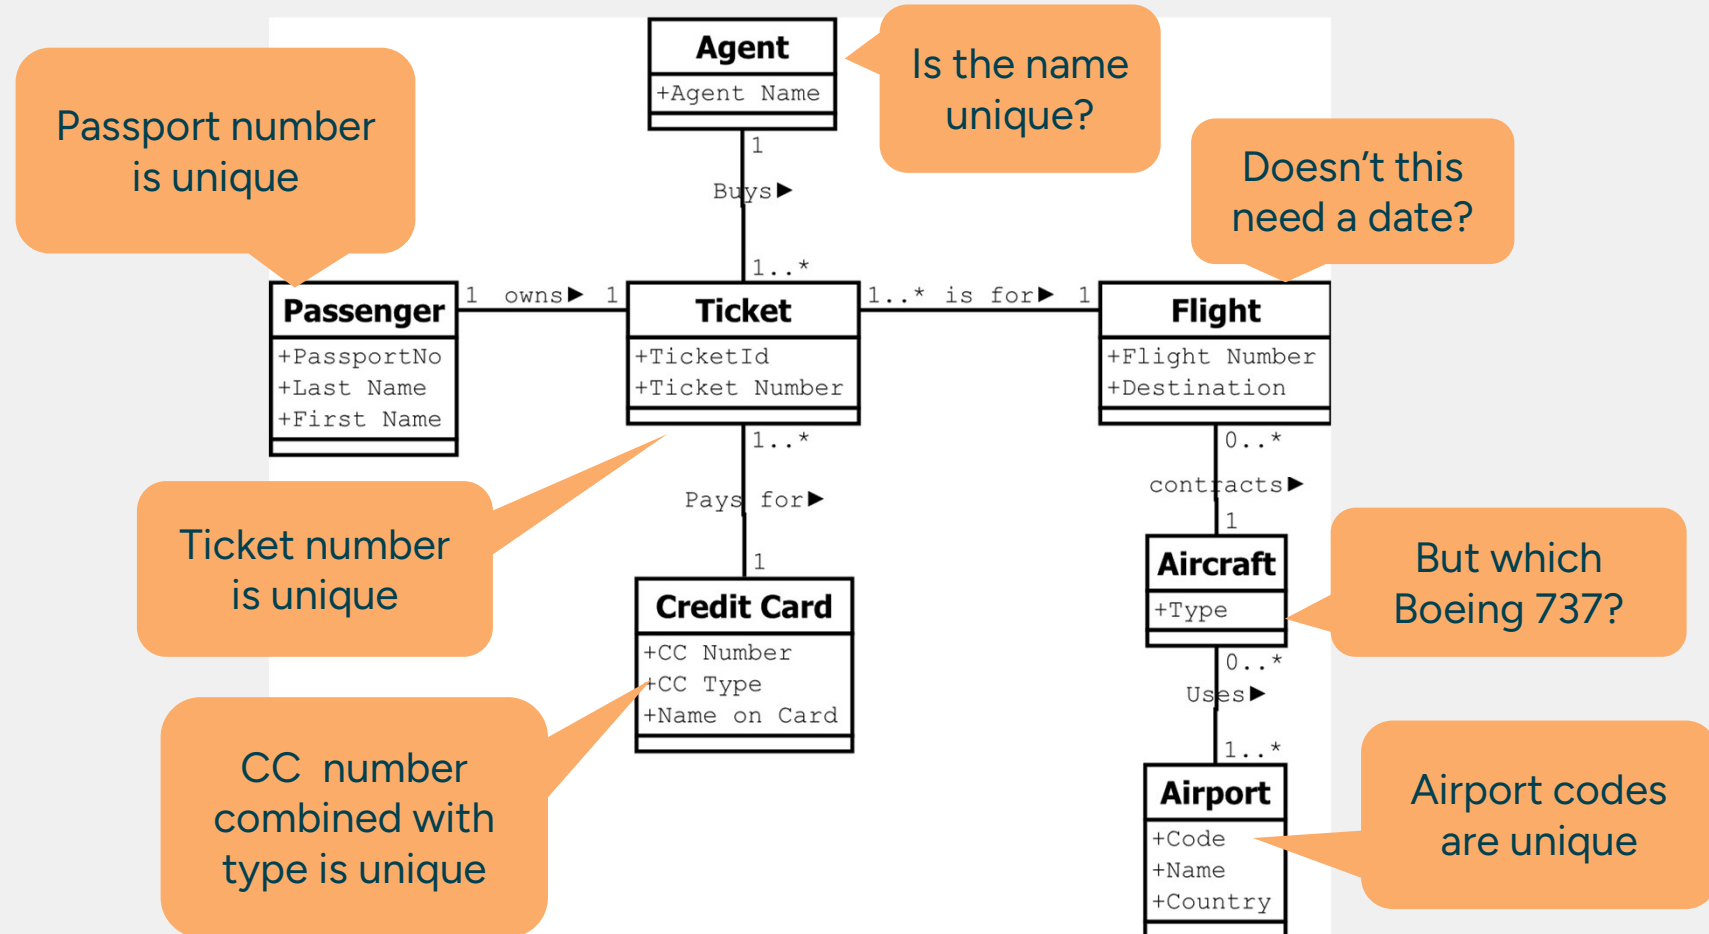 Agent
+Agent Name
Is the name
unique?
Passport number
is unique
Doesn’t this
need a date?
1
Buys►
1..*
Passenger
+PassportNo
+Last Name
+First Name
1 owns► 1
Ticket
+TicketId
+Ticket Number
1..* is for► 1
Flight
+Flight Number
+Destination
1..*
Pays for►
1
0..*
contracts►
1
Ticket number
is unique
Credit Card
+CC Number
+CC Type
+Name on Card
Aircraft
+Type
But which
Boeing 737?
0..*
Uses►
1..*
CC number
combined with
type is unique
Airport
+Code
+Name
+Country
Airport codes
are unique